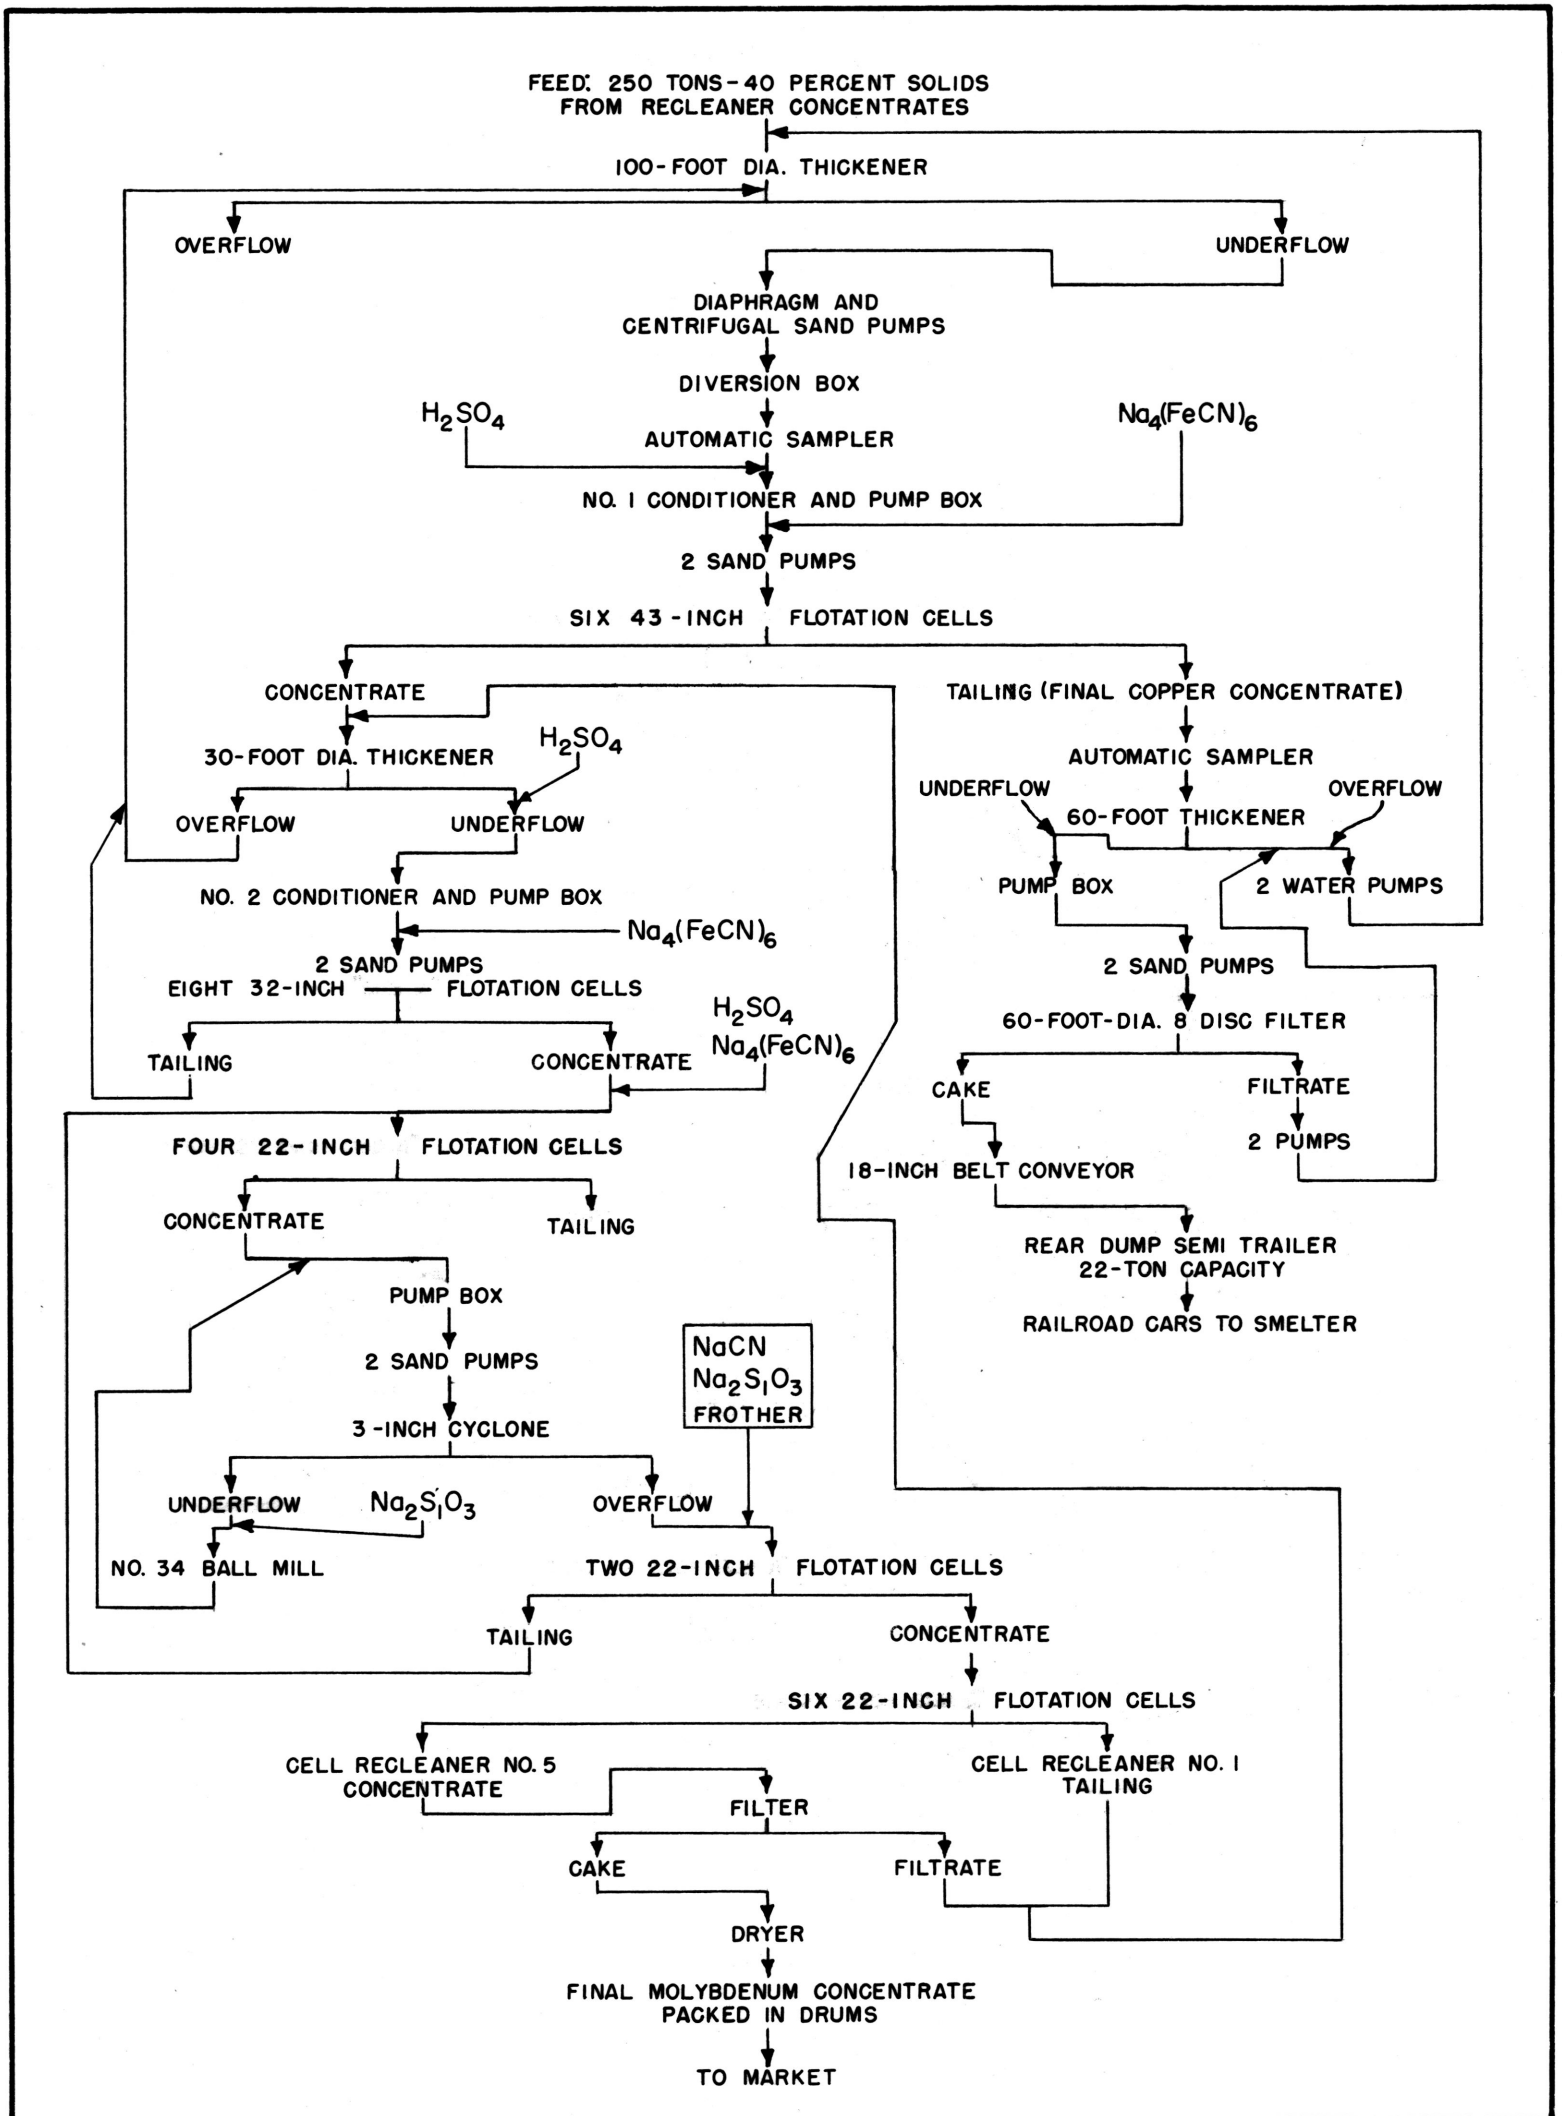 FEED: 250 TONS-40 PERCENT SOLIDS
FROM RECLEANER CONCENTRATES
100-FOOT DIA. THICKENER
OVERFLOW
UNDERFLOW
DIAPHRAGM AND
CENTRIFUGAL SAND PUMPS
DIVERSION BOX
H2SO4
Na4(FeCN)6
AUTOMATIC SAMPLER
NO. 1 CONDITIONER AND PUMP BOX
2 SAND PUMPS
SIX 43-INCH FLOTATION CELLS
CONCENTRATE
TAILING (FINAL COPPER CONCENTRATE)
H2SO4
30-FOOT DIA. THICKENER
AUTOMATIC SAMPLER
UNDERFLOW
OVERFLOW
60-FOOT THICKENER
OVERFLOW
UNDERFLOW
PUMP BOX
2 WATER PUMPS
NO. 2 CONDITIONER AND PUMP BOX
Na4(FeCN)6
2 SAND PUMPS
2 SAND PUMPS
EIGHT 32-INCH FLOTATION CELLS
H2SO4
Na4(FeCN)6
60-FOOT-DIA. 8 DISC FILTER
TAILING
CONCENTRATE
CAKE
FILTRATE
FOUR 22-INCH FLOTATION CELLS
2 PUMPS
18-INCH BELT CONVEYOR
CONCENTRATE
TAILING
REAR DUMP SEMI TRAILER
22-TON CAPACITY
PUMP BOX
RAILROAD CARS TO SMELTER
2 SAND PUMPS
NaCN
Na2S1O3
FROTHER
3-INCH CYCLONE
UNDERFLOW
Na2S1O3
OVERFLOW
NO. 34 BALL MILL
TWO 22-INCH FLOTATION CELLS
TAILING
CONCENTRATE
SIX 22-INCH FLOTATION CELLS
CELL RECLEANER NO. 5
CONCENTRATE
CELL RECLEANER NO. 1
TAILING
FILTER
CAKE
FILTRATE
DRYER
FINAL MOLYBDENUM CONCENTRATE
PACKED IN DRUMS
TO MARKET